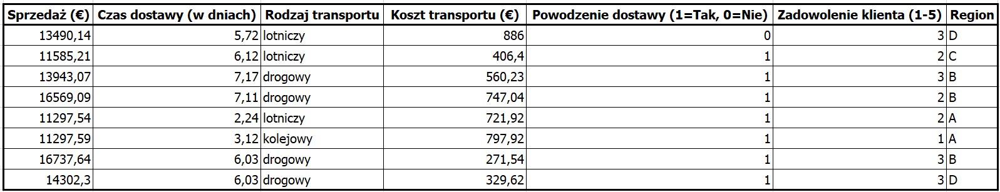 Sprzedaż (€) Czas dostawy (w dniach) Rodzaj transportu Koszt transportu (€) Powodzenie dostawy (1=Tak, 0=Nie) Zadowolenie klienta (1-5) Region
13490,14 5,72 lotniczy 886 0 3 D
11585,21 6,12 lotniczy 406,4 1 2 C
13943,07 7,17 drogowy 560,23 1 3 B
16569,09 7,11 drogowy 747,04 1 2 B
11297,54 2,24 lotniczy 721,92 1 2 A
11297,59 3,12 kolejowy 797,92 1 1 A
16737,64 6,03 drogowy 271,54 1 3 B
14302,3 6,03 drogowy 329,62 1 3 D